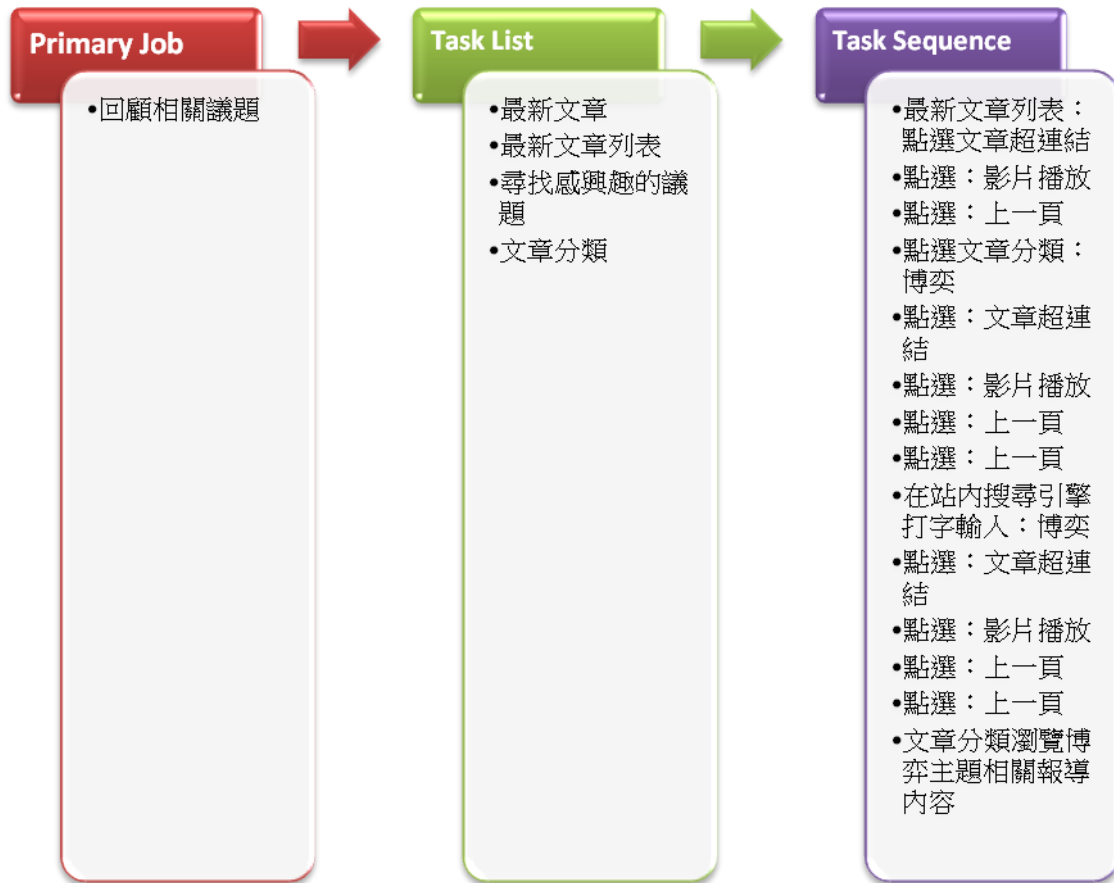 Primary Job
•回顧相關議題
Task List
•最新文章
•最新文章列表
•尋找感興趣的議
題
•文章分類
Task Sequence
•最新文章列表：
點選文章超連結
•點選：影片播放
•點選：上一頁
•點選文章分類：
博奕
•點選：文章超連
結
•點選：影片播放
•點選：上一頁
•點選：上一頁
•在站內搜尋引擎
打字輸入：博奕
•點選：文章超連
結
•點選：影片播放
•點選：上一頁
•點選：上一頁
•文章分類瀏覽博
弈主題相關報導
內容